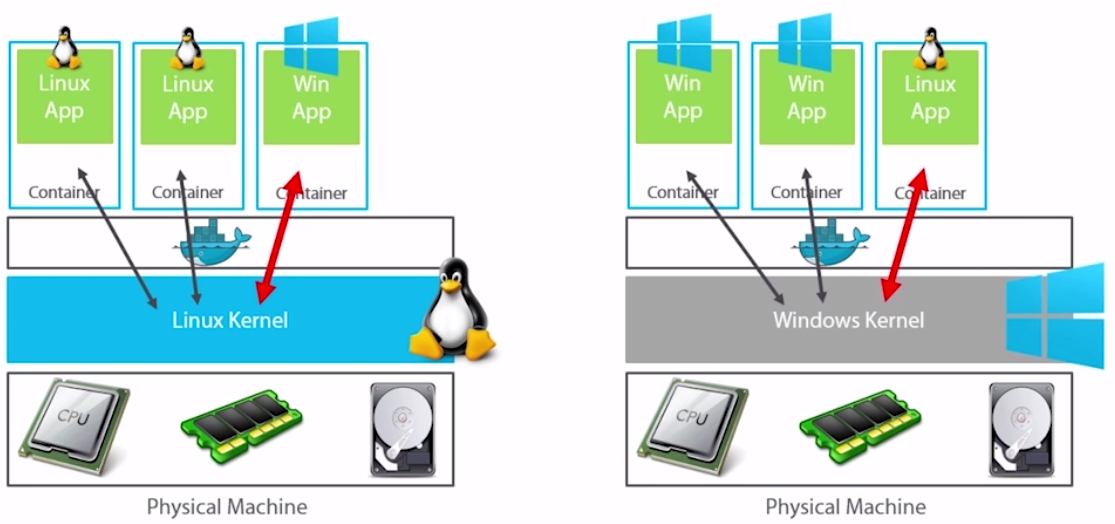 Linux
App
Linux
App
Win
App
Container
Container
Container
Linux Kernel
CPU
Physical Machine
Win
App
Win
App
Linux
App
Container
Container
Container
Windows Kernel
CPU
Physical Machine